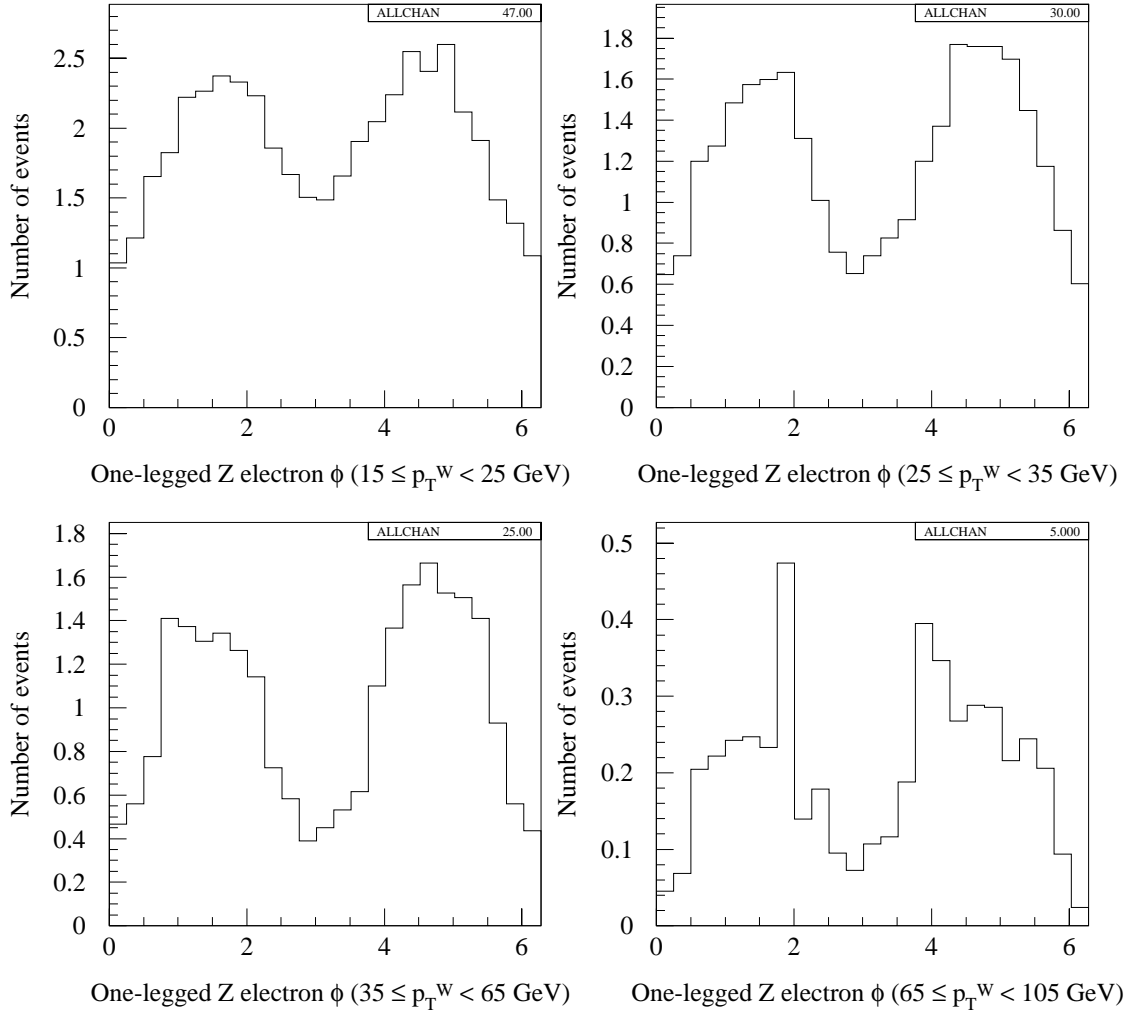 ALLCHAN 47.00
Number of events
2.5
2
1.5
1
0.5
0
0 2 4 6
One-legged Z electron ϕ (15 ≤ p_T^W < 25 GeV)
ALLCHAN 30.00
Number of events
1.8
1.6
1.4
1.2
1
0.8
0.6
0.4
0.2
0
0 2 4 6
One-legged Z electron ϕ (25 ≤ p_T^W < 35 GeV)
ALLCHAN 25.00
Number of events
1.8
1.6
1.4
1.2
1
0.8
0.6
0.4
0.2
0
0 2 4 6
One-legged Z electron ϕ (35 ≤ p_T^W < 65 GeV)
ALLCHAN 5.000
Number of events
0.5
0.4
0.3
0.2
0.1
0
0 2 4 6
One-legged Z electron ϕ (65 ≤ p_T^W < 105 GeV)